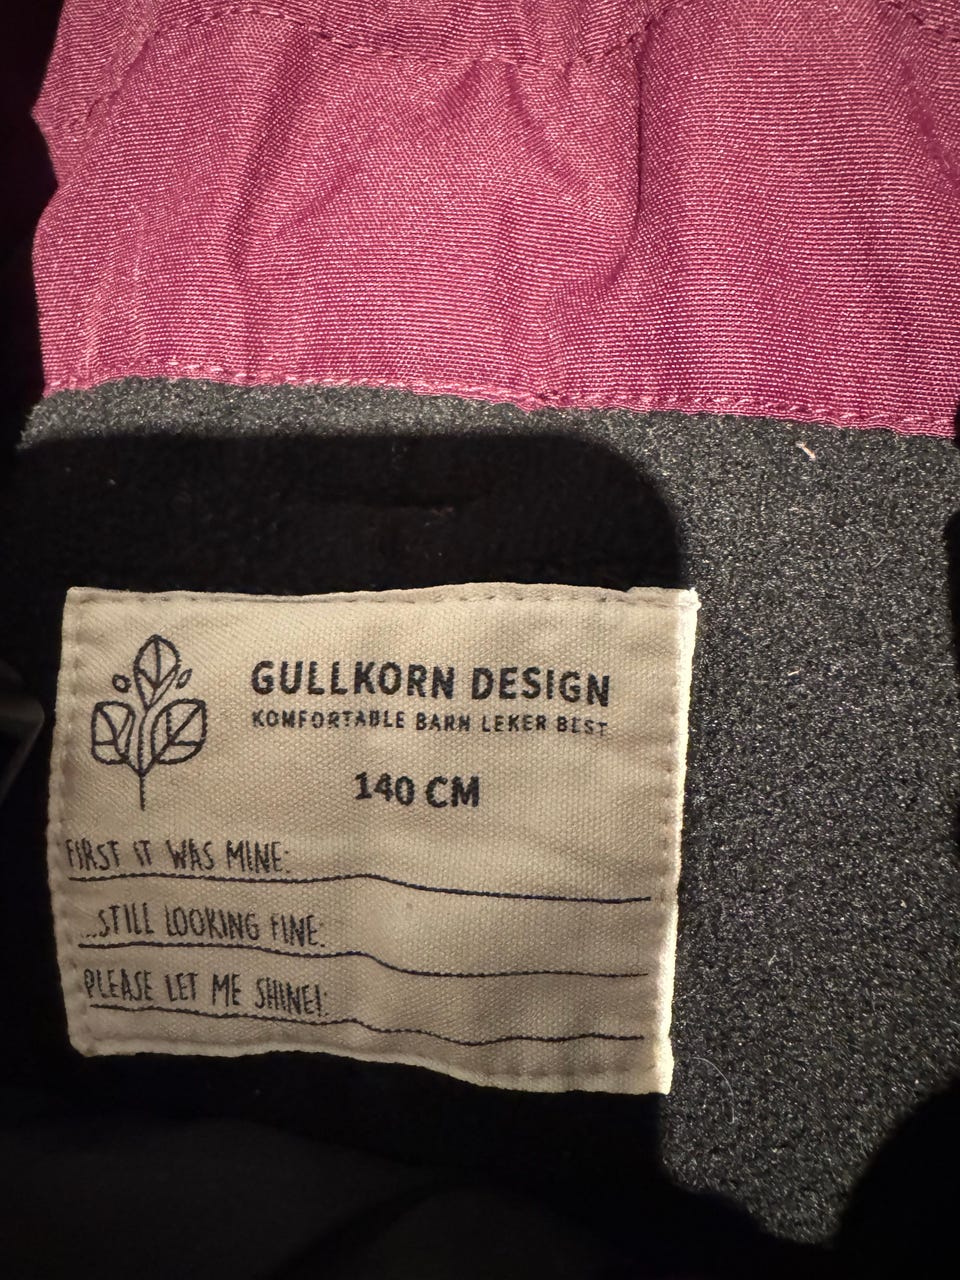 GULLKORN DESIGN
KOMFORTABLE BARN LEKER BEST
140 CM
FIRST IT WAS MINE:
...STILL LOOKING FINE:
PLEASE LET ME SHINE!: